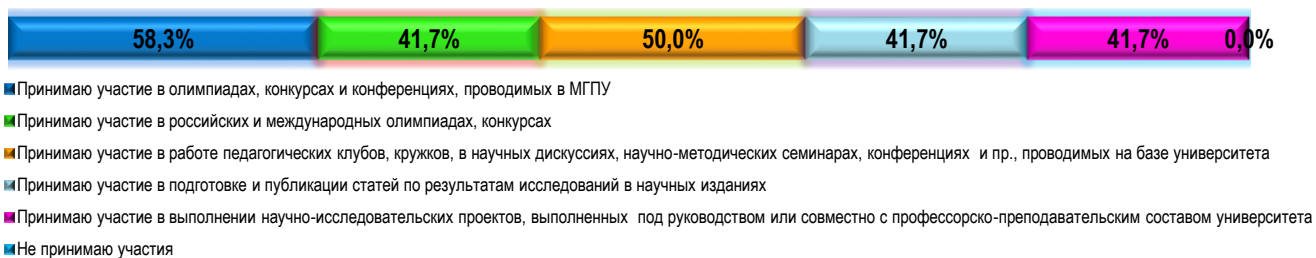 58,3% 41,7% 50,0% 41,7% 41,7% 0,0%
Принимаю участие в олимпиадах, конкурсах и конференциях, проводимых в МГПУ
Принимаю участие в российских и международных олимпиадах, конкурсах
Принимаю участие в работе педагогических клубов, кружков, в научных дискуссиях, научно-методических семинарах, конференциях и пр., проводимых на базе университета
Принимаю участие в подготовке и публикации статей по результатам исследований в научных изданиях
Принимаю участие в выполнении научно-исследовательских проектов, выполненных под руководством или совместно с профессорско-преподавательским составом университета
Не принимаю участия